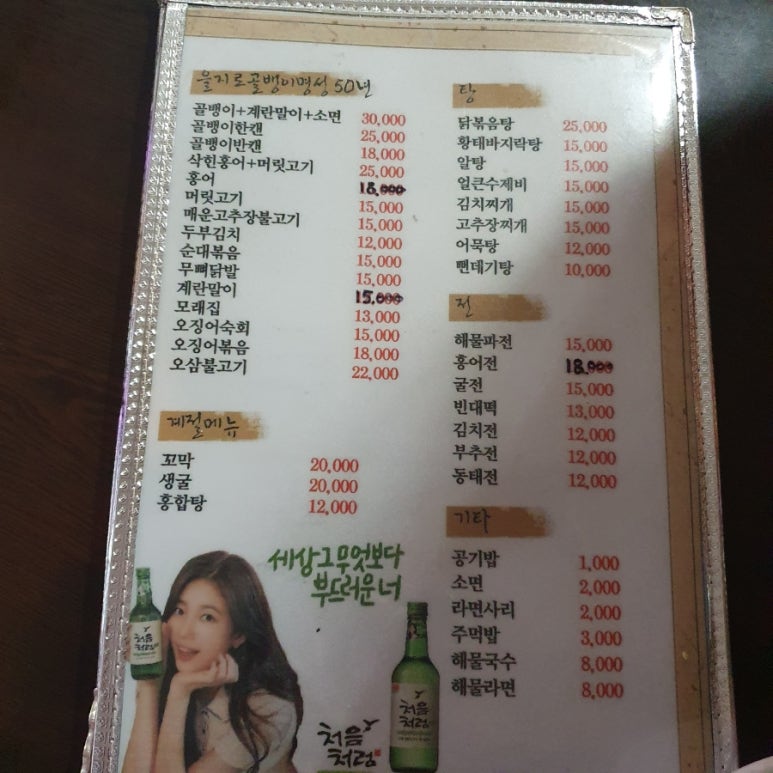 을지로골뱅이명성 50년
골뱅이+계란말이+소면 30,000
골뱅이한캔 25,000
골뱅이반캔 18,000
삭힌홍어+머릿고기 25,000
홍어 18,000
머릿고기 15,000
매운고추장불고기 15,000
두부김치 12,000
순대볶음 15,000
무뼈닭발 15,000
계란말이 15,000
모래집 13,000
오징어숙회 15,000
오징어볶음 18,000
오삼불고기 22,000
계절메뉴
꼬막 20,000
생굴 20,000
홍합탕 12,000
세상그무엇보다
부드러운너
처음
처럼
처음
처럼
처음
처럼
탕
닭볶음탕 25,000
황태바지락탕 15,000
알탕 15,000
얼큰수제비 15,000
김치찌개 15,000
고추장찌개 15,000
어묵탕 12,000
뻔데기탕 10,000
전
해물파전 15,000
홍어전 18,000
굴전 15,000
빈대떡 13,000
김치전 12,000
부추전 12,000
동태전 12,000
기타
공기밥 1,000
소면 2,000
라면사리 2,000
주먹밥 3,000
해물국수 8,000
해물라면 8,000